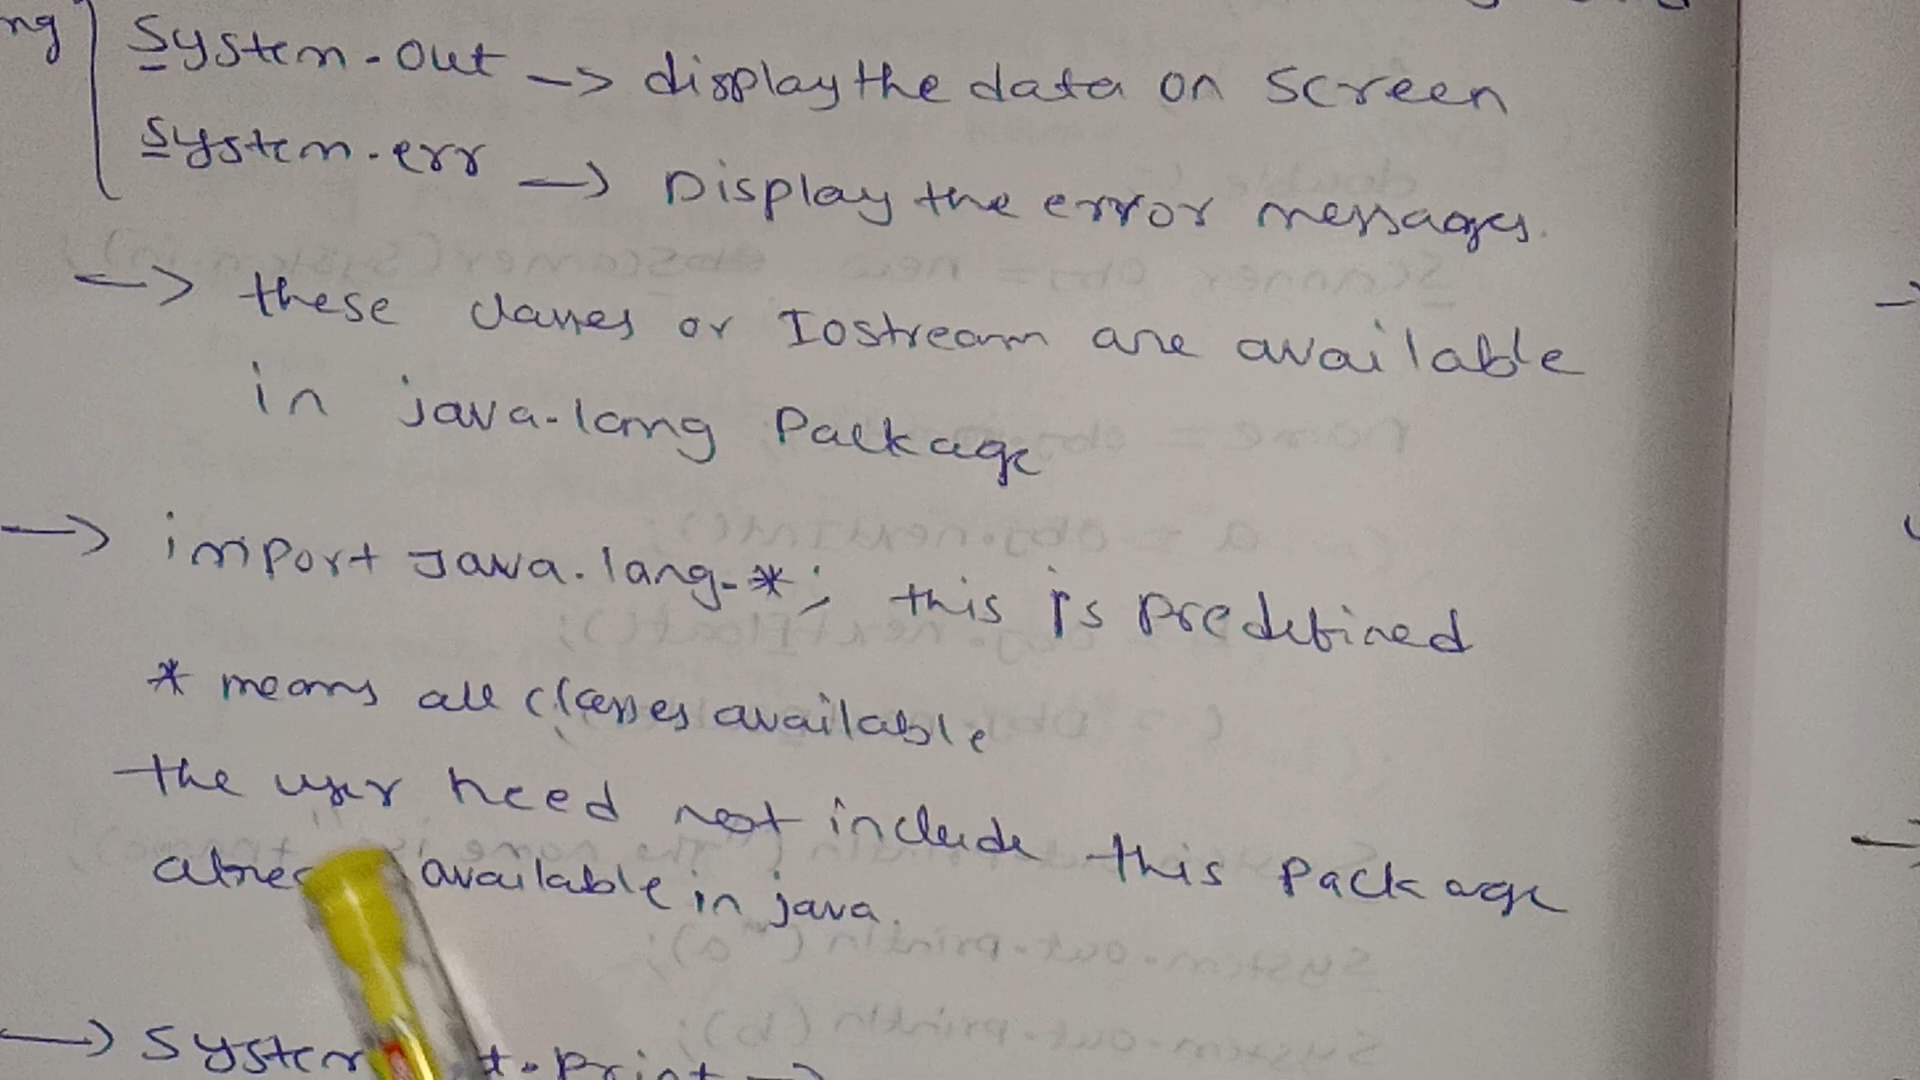 ng
System.out -> display the data on screen
System.err -> Display the error messages.
-> these classes or Iostream are available
in java.lang Package
-> import Java.lang.*; this is predefined
* means all classes available
the user need not include this package
available in java.
-> print ->